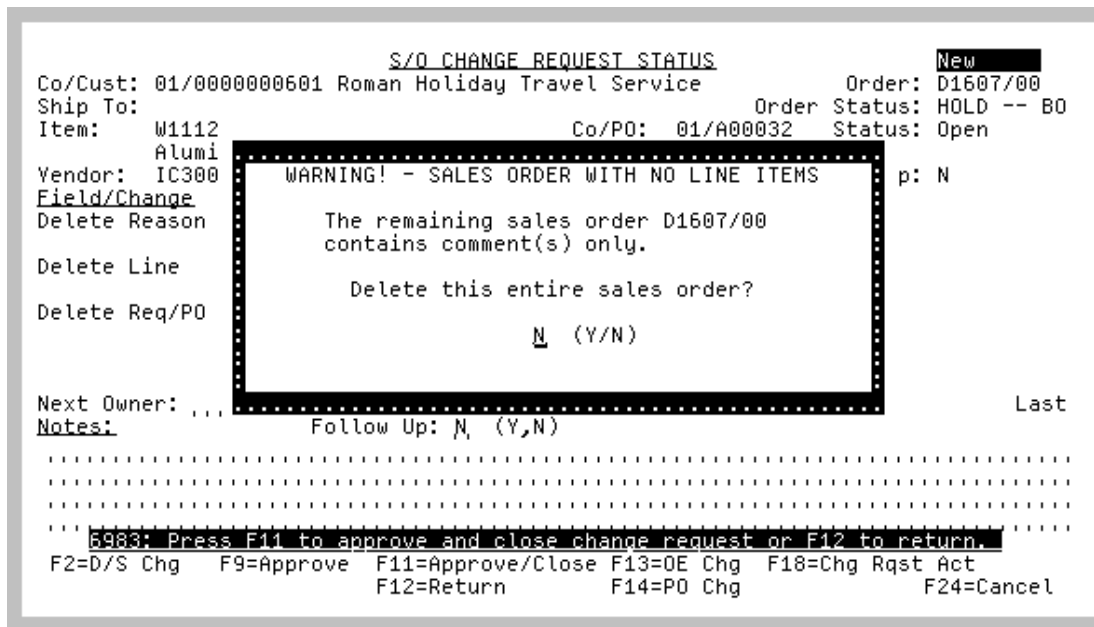 S/O CHANGE REQUEST STATUS New
Co/Cust: 01/0000000601 Roman Holiday Travel Service Order: D1607/00
Ship To: Order Status: HOLD -- BO
Item: W1112 Co/PO: 01/A00032 Status: Open
Alumi
Vendor: IC300 WARNING! - SALES ORDER WITH NO LINE ITEMS p: N
Field/Change
Delete Reason The remaining sales order D1607/00
contains comment(s) only.
Delete Line
Delete this entire sales order?
Delete Req/PO
N (Y/N)
Next Owner: Last
Notes: Follow Up: N (Y,N)
6983: Press F11 to approve and close change request or F12 to return.
F2=D/S Chg F9=Approve F11=Approve/Close F13=OE Chg F18=Chg Rqst Act
F12=Return F14=PO Chg F24=Cancel